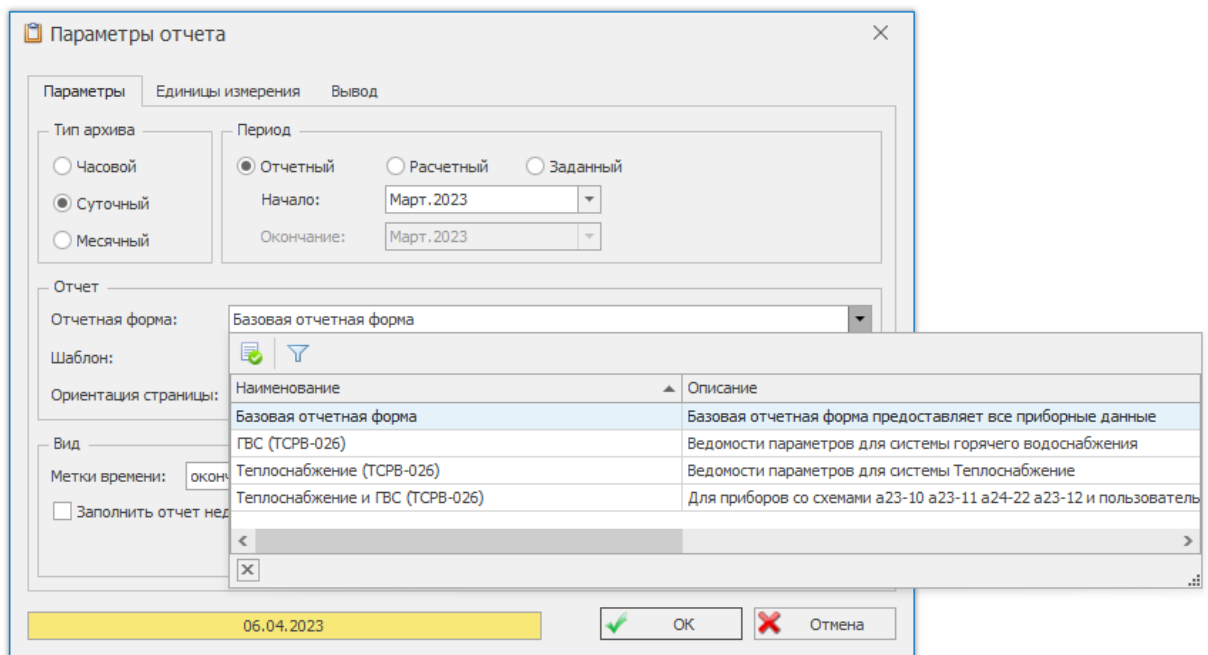 Параметры отчета
Параметры Единицы измерения Вывод
Тип архива Период
Часовой Отчетный Расчетный Заданный
Суточный Начало: Март.2023
Месячный Окончание: Март.2023
Отчет
Отчетная форма: Базовая отчетная форма
Шаблон:
Ориентация страницы:
Наименование Описание
Базовая отчетная форма Базовая отчетная форма предоставляет все приборные данные
ГВС (ТСРВ-026) Ведомости параметров для системы горячего водоснабжения
Теплоснабжение (ТСРВ-026) Ведомости параметров для системы Теплоснабжение
Теплоснабжение и ГВС (ТСРВ-026) Для приборов со схемами а23-10 а23-11 а24-22 а23-12 и пользователь
Вид
Метки времени: оконч
Заполнить отчет нед
06.04.2023 ОК Отмена